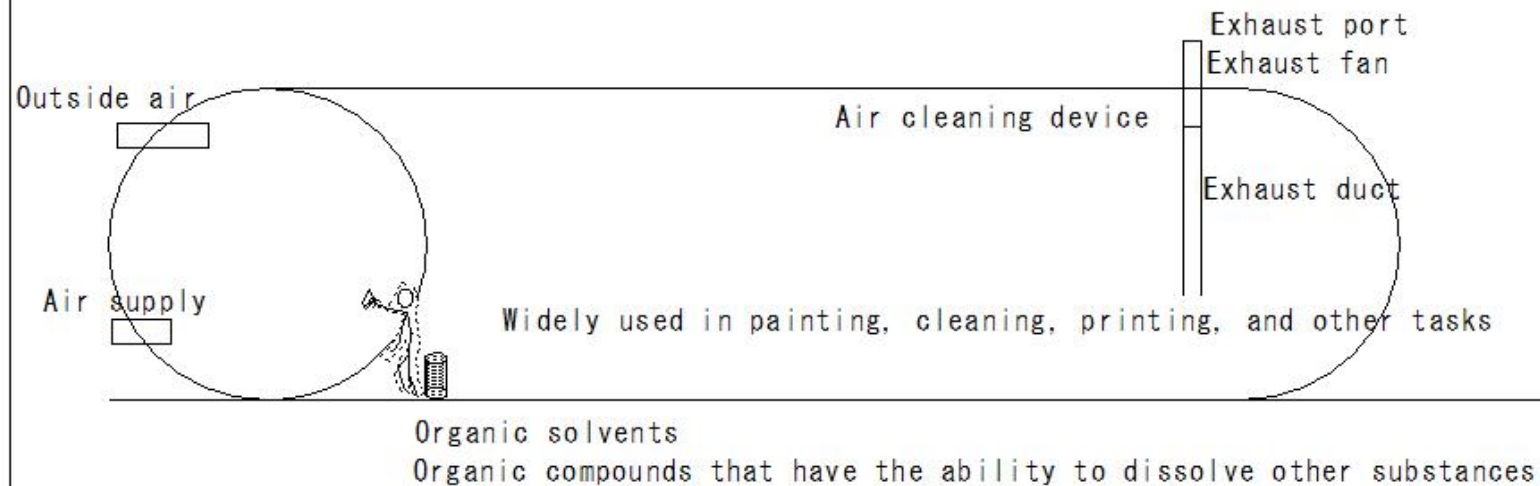 Exhaust port
Exhaust fan
Outside air
Air cleaning device
Exhaust duct
Air supply
Widely used in painting, cleaning, printing, and other tasks
Organic solvents
Organic compounds that have the ability to dissolve other substances